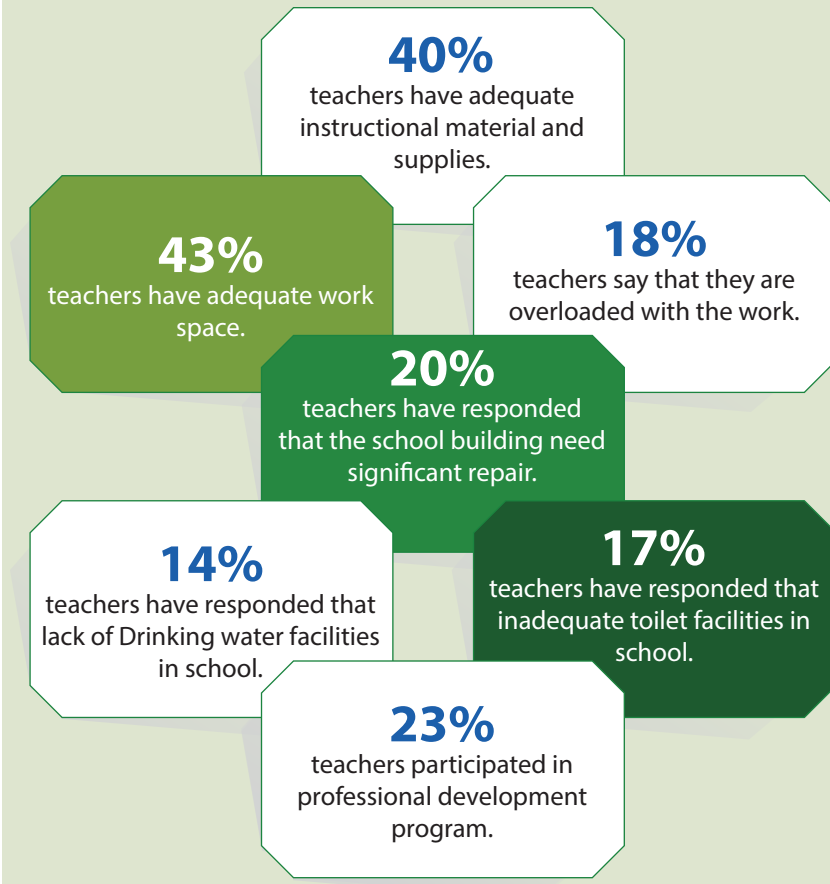 40%
teachers have adequate
instructional material and
supplies.
43%
teachers have adequate work
space.
18%
teachers say that they are
overloaded with the work.
20%
teachers have responded
that the school building need
significant repair.
14%
teachers have responded that
lack of Drinking water facilities
in school.
17%
teachers have responded that
inadequate toilet facilities in
school.
23%
teachers participated in
professional development
program.